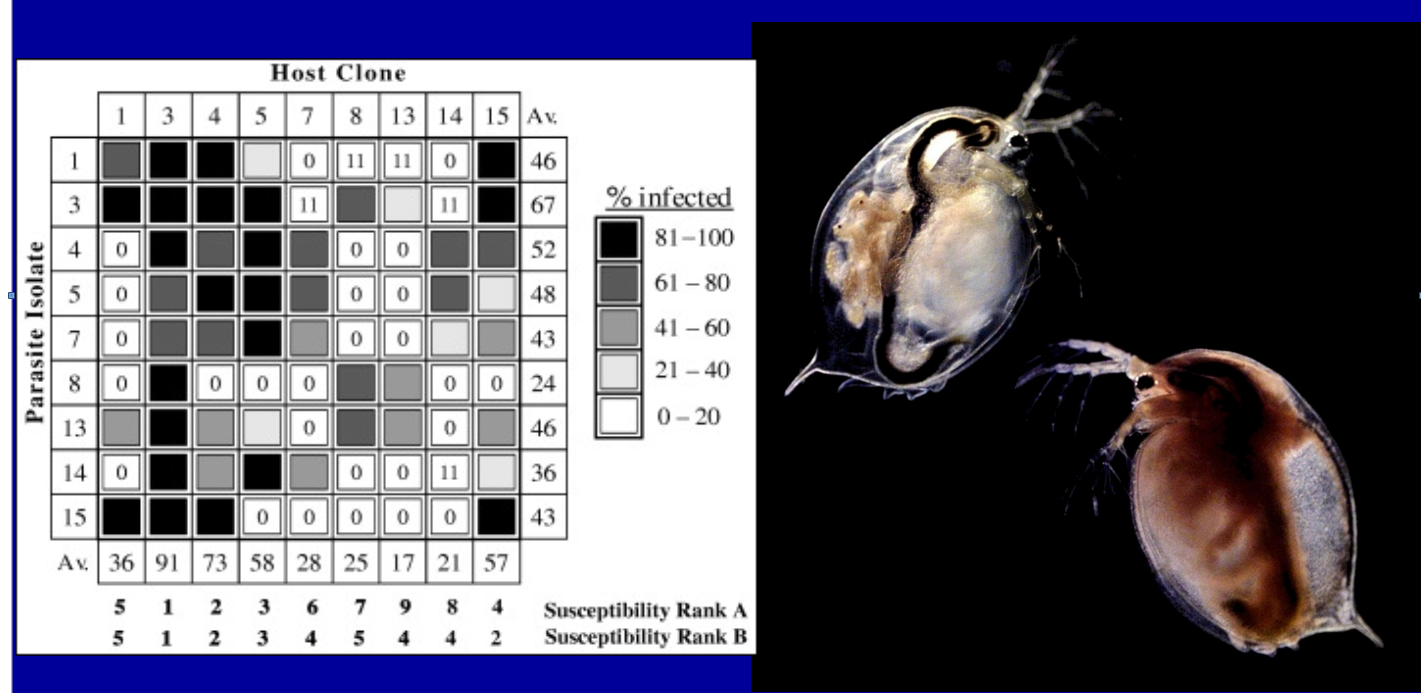 Host Clone
1 3 4 5 7 8 13 14 15 Av.
1 0 11 11 0 46
3 11 11 67
4 0 0 0 52
5 0 0 0 48
7 0 0 0 43
8 0 0 0 0 0 0 24
13 0 0 46
14 0 0 0 11 36
15 0 0 0 0 0 43
Av. 36 91 73 58 28 25 17 21 57
5 1 2 3 6 7 9 8 4 Susceptibility Rank A
5 1 2 3 4 5 4 4 2 Susceptibility Rank B
Parasite Isolate
% infected
81–100
61 – 80
41 – 60
21 – 40
0 – 20